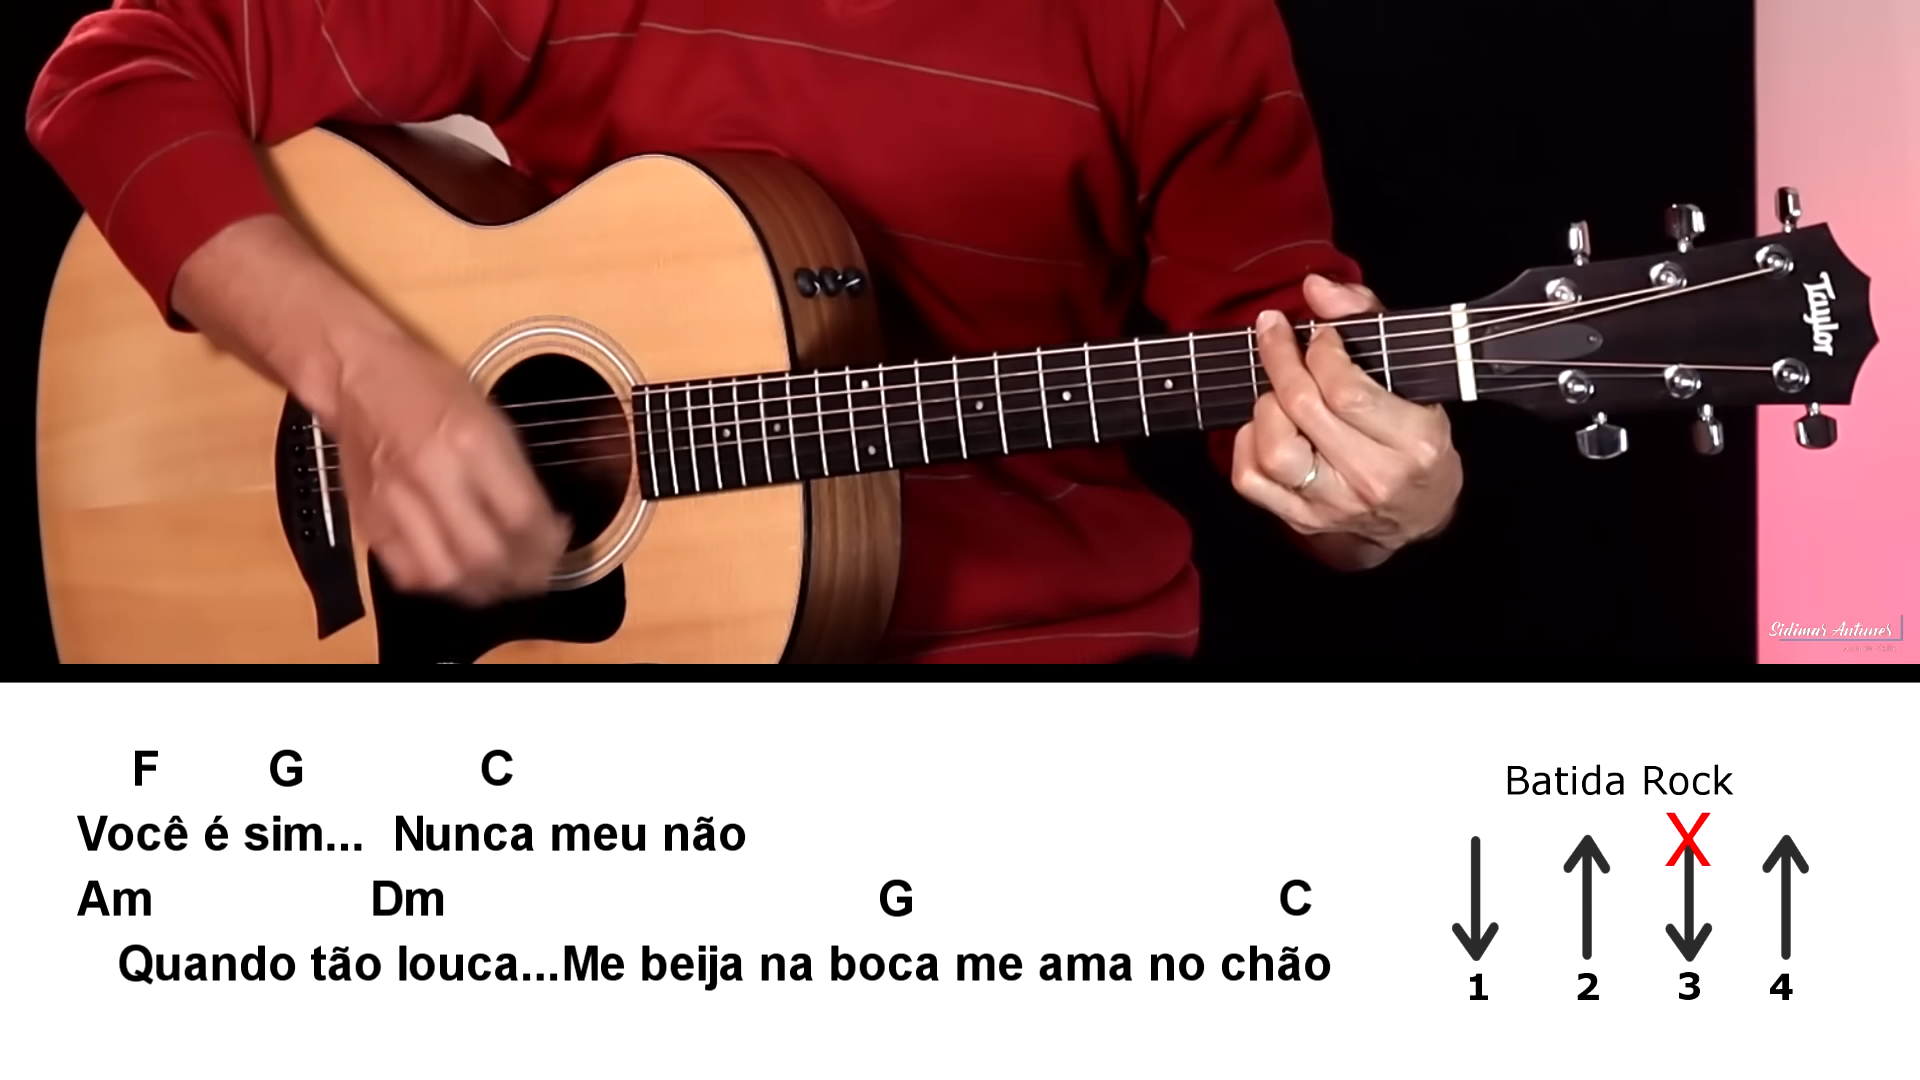 Taylor
Sidimar Antunes
F G C
Você é sim... Nunca meu não
Am Dm G C
Quando tão louca...Me beija na boca me ama no chão
Batida Rock
X
1 2 3 4